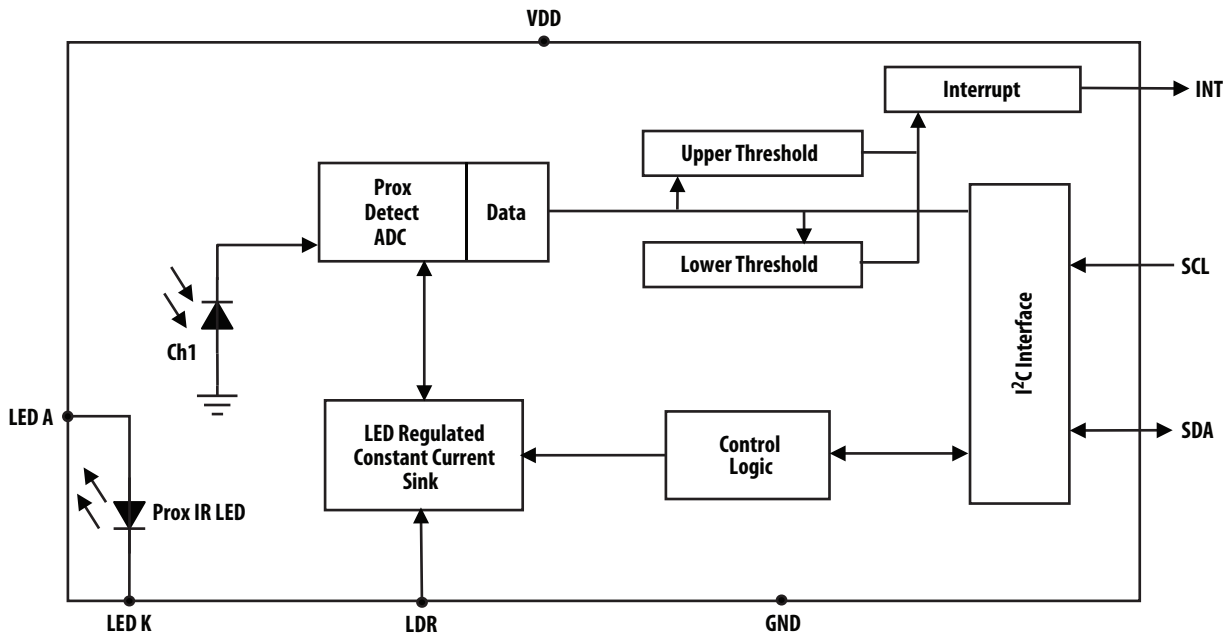 VDD
Interrupt
INT
Upper Threshold
Prox
Detect
ADC
Data
Lower Threshold
SCL
Ch1
I²C Interface
LED A
LED Regulated
Constant Current
Sink
Control
Logic
SDA
Prox IR LED
LED K
LDR
GND